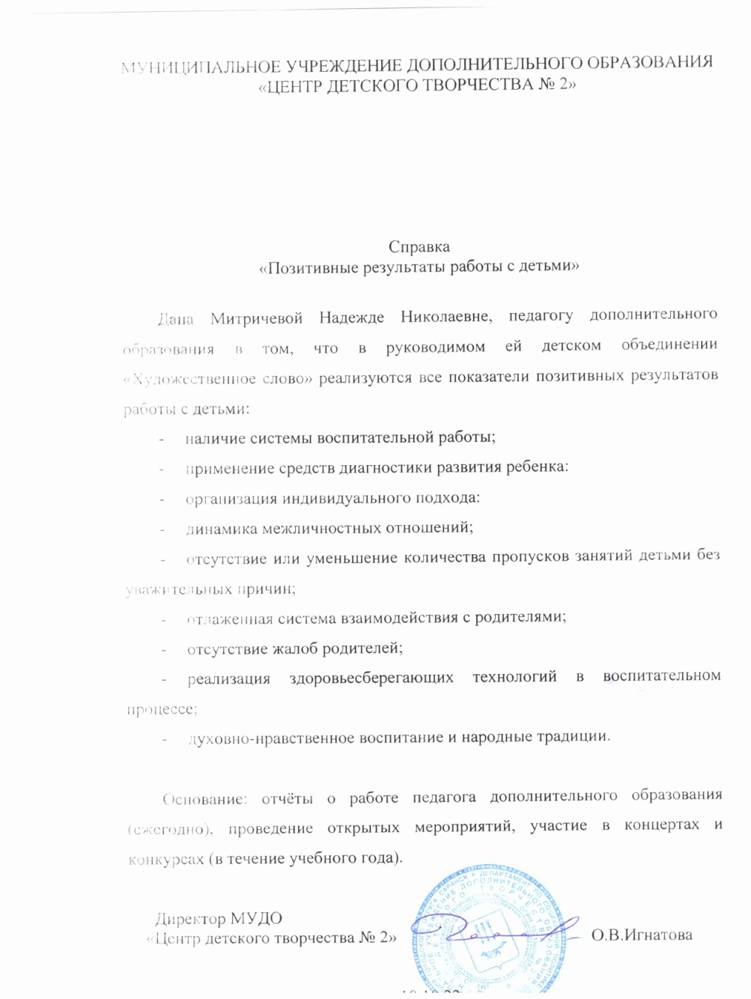 МУНИЦИПАЛЬНОЕ УЧРЕЖДЕНИЕ ДОПОЛНИТЕЛЬНОГО ОБРАЗОВАНИЯ
«ЦЕНТР ДЕТСКОГО ТВОРЧЕСТВА № 2»
Справка
«Позитивные результаты работы с детьми»
Дана Митричевой Надежде Николаевне, педагогу дополнительного
образования в том, что в руководимом ей детском объединении
«Художественное слово» реализуются все показатели позитивных результатов
работы с детьми:
- наличие системы воспитательной работы;
- применение средств диагностики развития ребенка:
- организация индивидуального подхода:
- динамика межличностных отношений;
- отсутствие или уменьшение количества пропусков занятий детьми без
уважительных причин;
- отлаженная система взаимодействия с родителями;
- отсутствие жалоб родителей;
- реализация здоровьесберегающих технологий в воспитательном
процессе;
- духовно-нравственное воспитание и народные традиции.
Основание: отчёты о работе педагога дополнительного образования
(ежегодно), проведение открытых мероприятий, участие в концертах и
конкурсах (в течение учебного года).
Директор МУДО
«Центр детского творчества № 2»
О.В.Игнатова